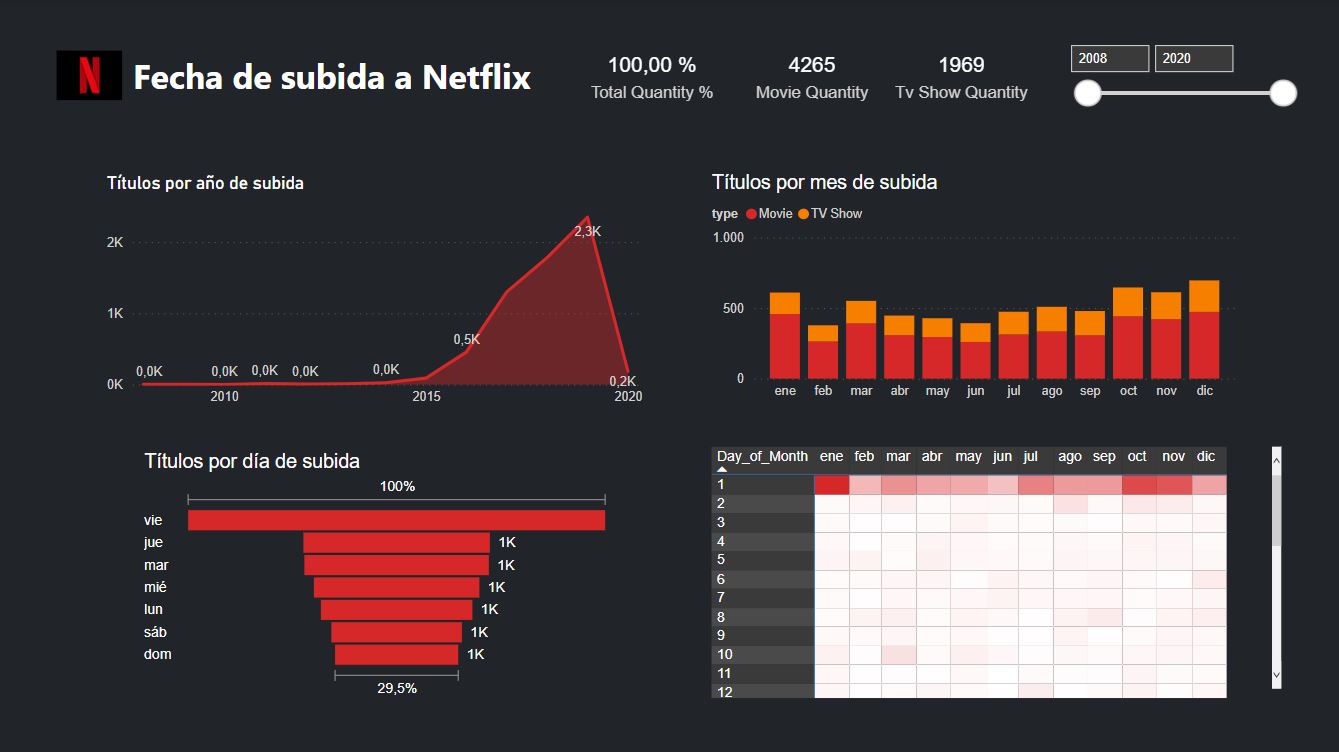 N
Fecha de subida a Netflix
100,00 %
Total Quantity %
4265
Movie Quantity
1969
Tv Show Quantity
2008 2020
Títulos por año de subida
2K
1K
0K
0,0K 0,0K 0,0K 0,0K 0,0K 0,5K 2,3K 0,2K
2010 2015 2020
Títulos por mes de subida
type Movie TV Show
1.000
500
0
ene feb mar abr may jun jul ago sep oct nov dic
Títulos por día de subida
100%
vie
jue 1K
mar 1K
mié 1K
lun 1K
sáb 1K
dom 1K
29,5%
Day_of_Month ene feb mar abr may jun jul ago sep oct nov dic
1
2
3
4
5
6
7
8
9
10
11
12